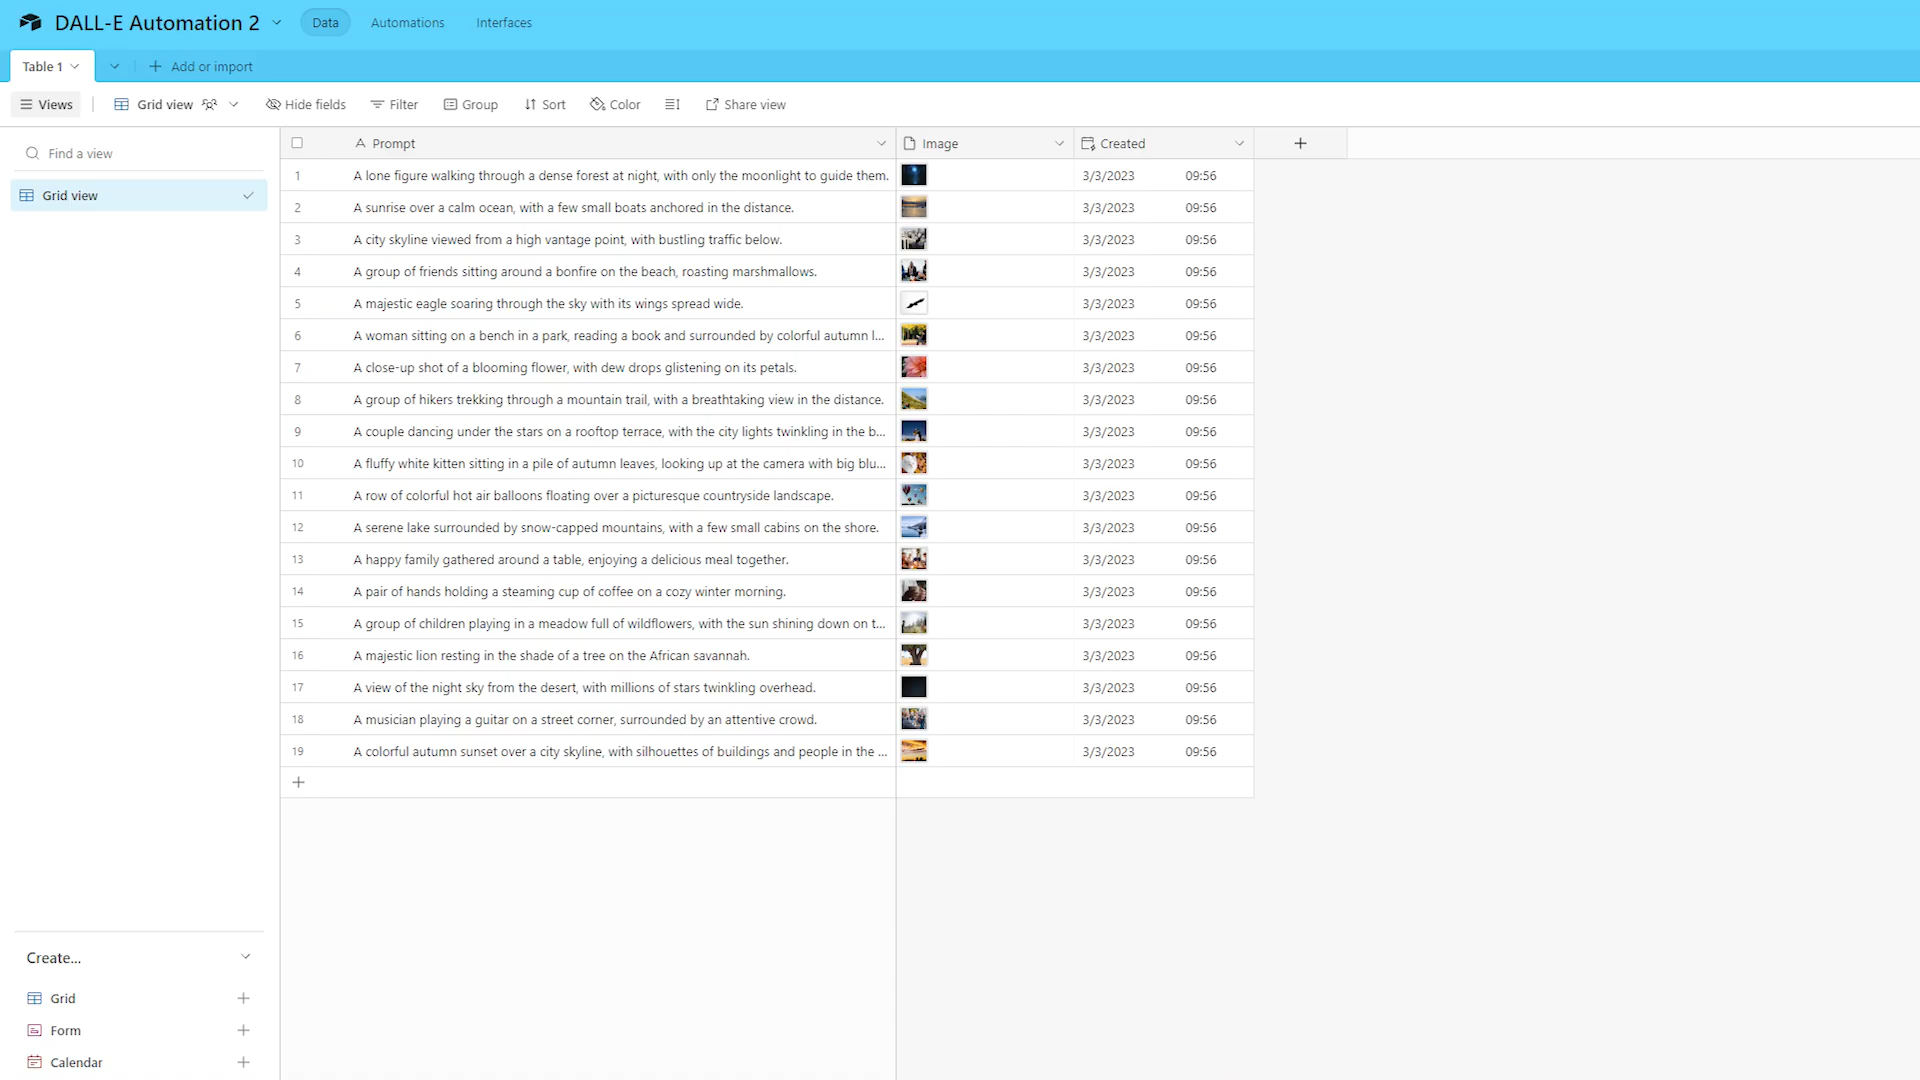 DALL-E Automation 2
Data
Automations
Interfaces
Table 1
Add or import
Views
Grid view
Hide fields
Filter
Group
Sort
Color
Share view
Find a view
Grid view
Prompt Image Created
1 A lone figure walking through a dense forest at night, with only the moonlight to guide them. 3/3/2023 09:56
2 A sunrise over a calm ocean, with a few small boats anchored in the distance. 3/3/2023 09:56
3 A city skyline viewed from a high vantage point, with bustling traffic below. 3/3/2023 09:56
4 A group of friends sitting around a bonfire on the beach, roasting marshmallows. 3/3/2023 09:56
5 A majestic eagle soaring through the sky with its wings spread wide. 3/3/2023 09:56
6 A woman sitting on a bench in a park, reading a book and surrounded by colorful autumn l... 3/3/2023 09:56
7 A close-up shot of a blooming flower, with dew drops glistening on its petals. 3/3/2023 09:56
8 A group of hikers trekking through a mountain trail, with a breathtaking view in the distance. 3/3/2023 09:56
9 A couple dancing under the stars on a rooftop terrace, with the city lights twinkling in the b... 3/3/2023 09:56
10 A fluffy white kitten sitting in a pile of autumn leaves, looking up at the camera with big blu... 3/3/2023 09:56
11 A row of colorful hot air balloons floating over a picturesque countryside landscape. 3/3/2023 09:56
12 A serene lake surrounded by snow-capped mountains, with a few small cabins on the shore. 3/3/2023 09:56
13 A happy family gathered around a table, enjoying a delicious meal together. 3/3/2023 09:56
14 A pair of hands holding a steaming cup of coffee on a cozy winter morning. 3/3/2023 09:56
15 A group of children playing in a meadow full of wildflowers, with the sun shining down on t... 3/3/2023 09:56
16 A majestic lion resting in the shade of a tree on the African savannah. 3/3/2023 09:56
17 A view of the night sky from the desert, with millions of stars twinkling overhead. 3/3/2023 09:56
18 A musician playing a guitar on a street corner, surrounded by an attentive crowd. 3/3/2023 09:56
19 A colorful autumn sunset over a city skyline, with silhouettes of buildings and people in the ... 3/3/2023 09:56
Create...
Grid
Form
Calendar